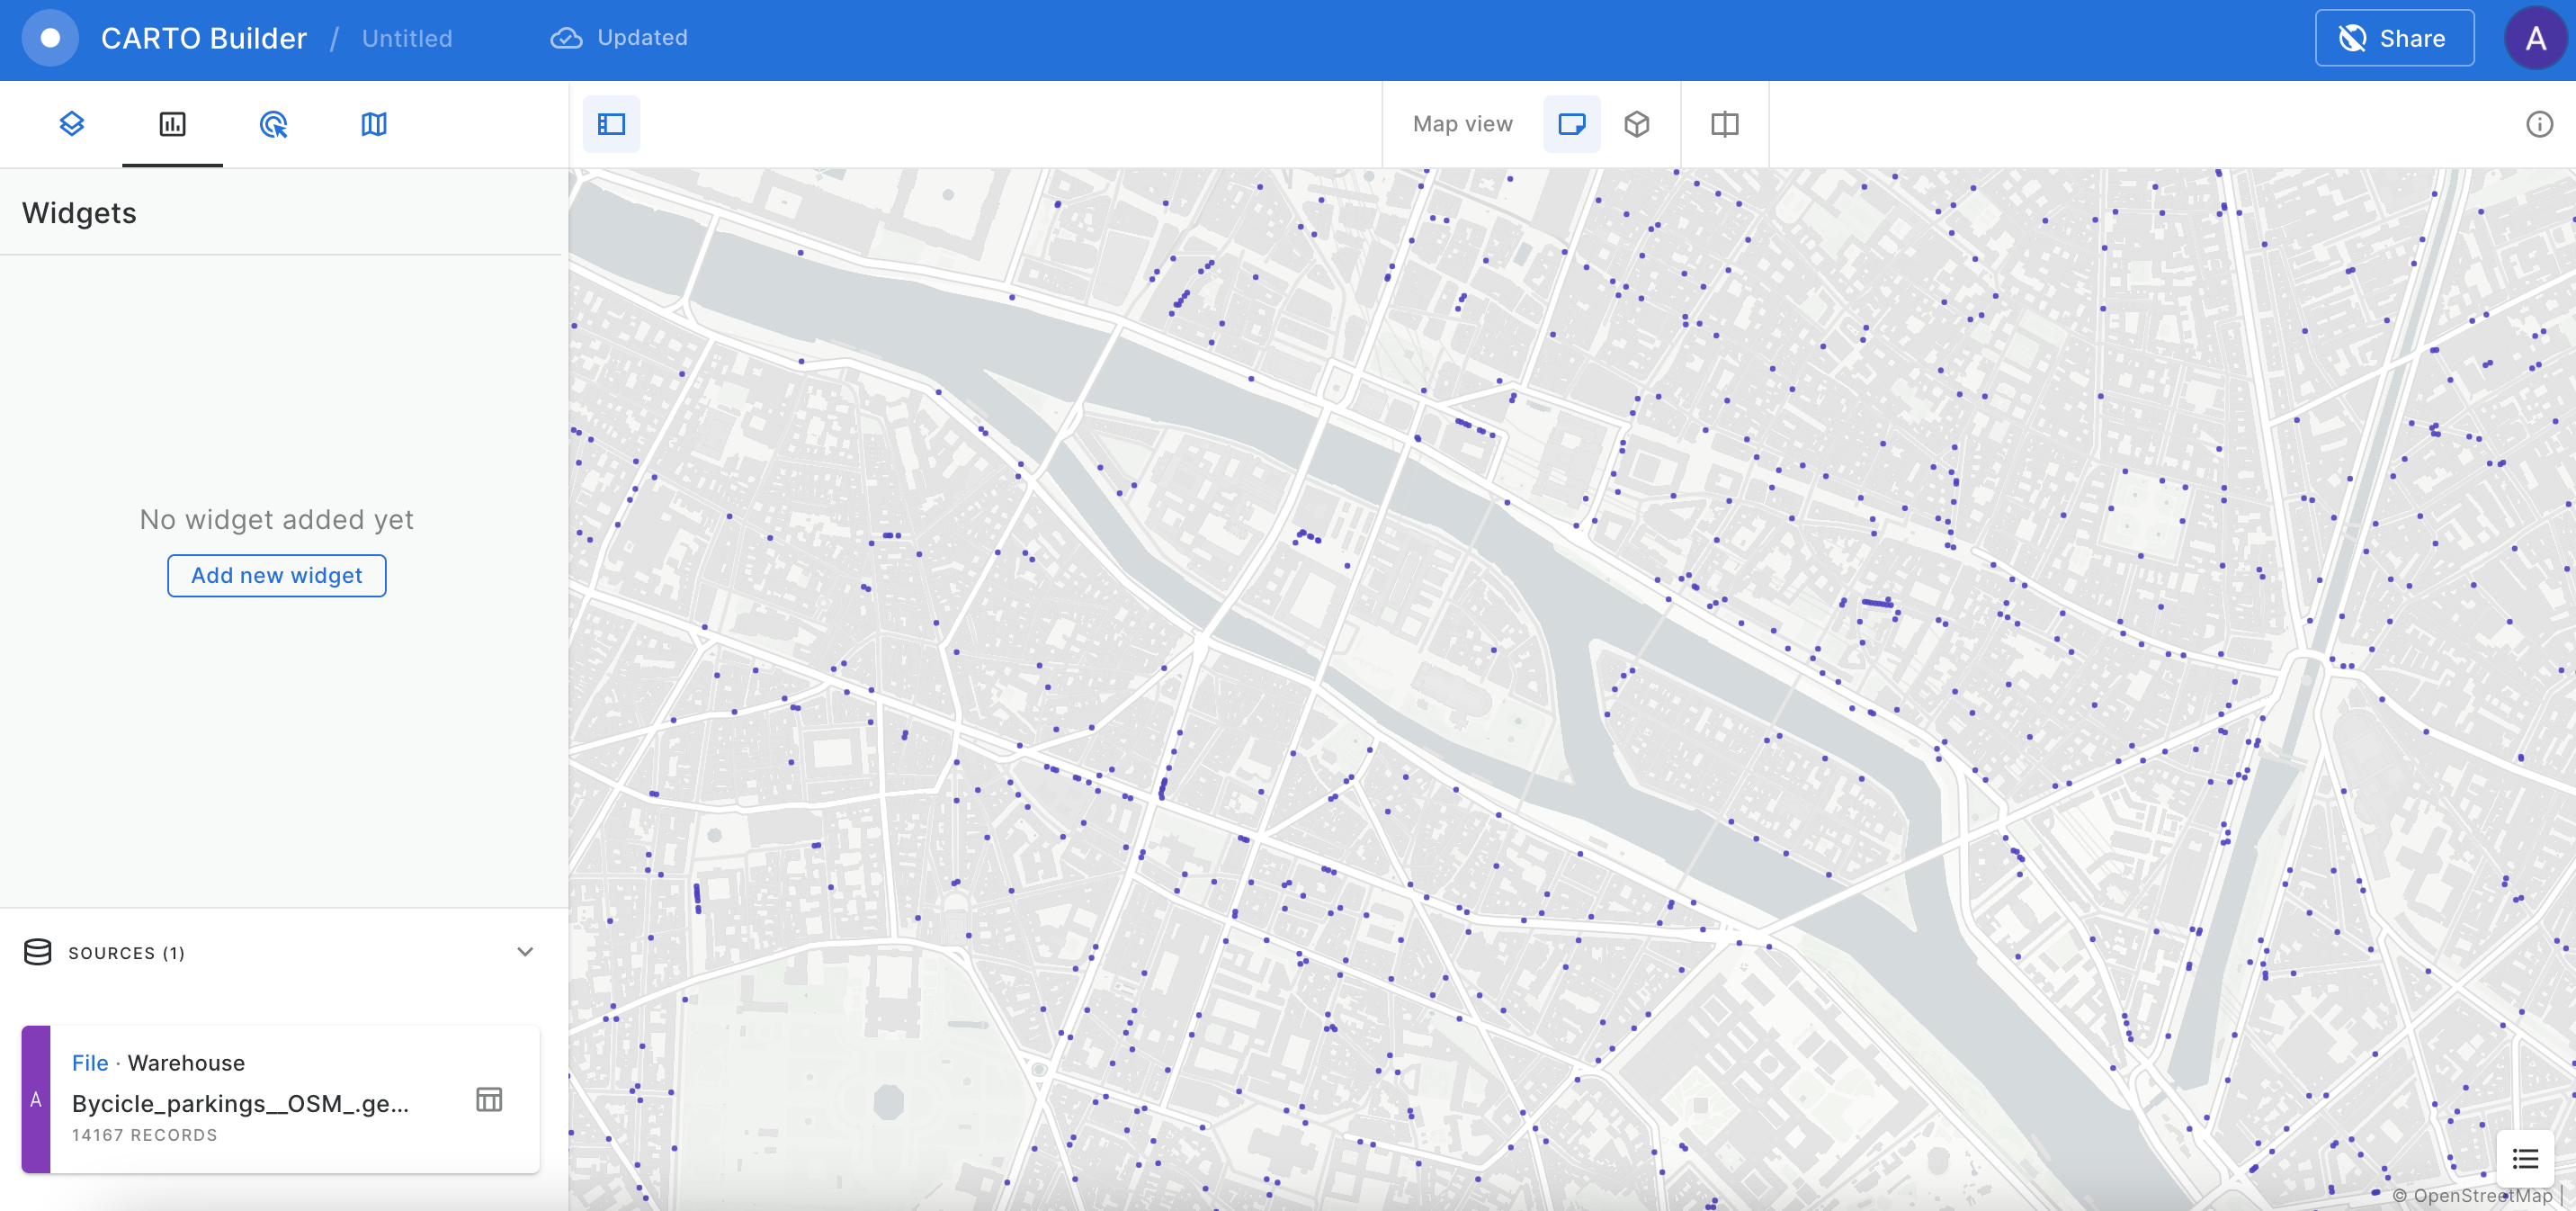 CARTO Builder / Untitled
Updated
Share
A
Map view
Widgets
No widget added yet
Add new widget
SOURCES (1)
A
File · Warehouse
Bycicle_parkings__OSM_.ge...
14167 RECORDS
© OpenStreetMap |